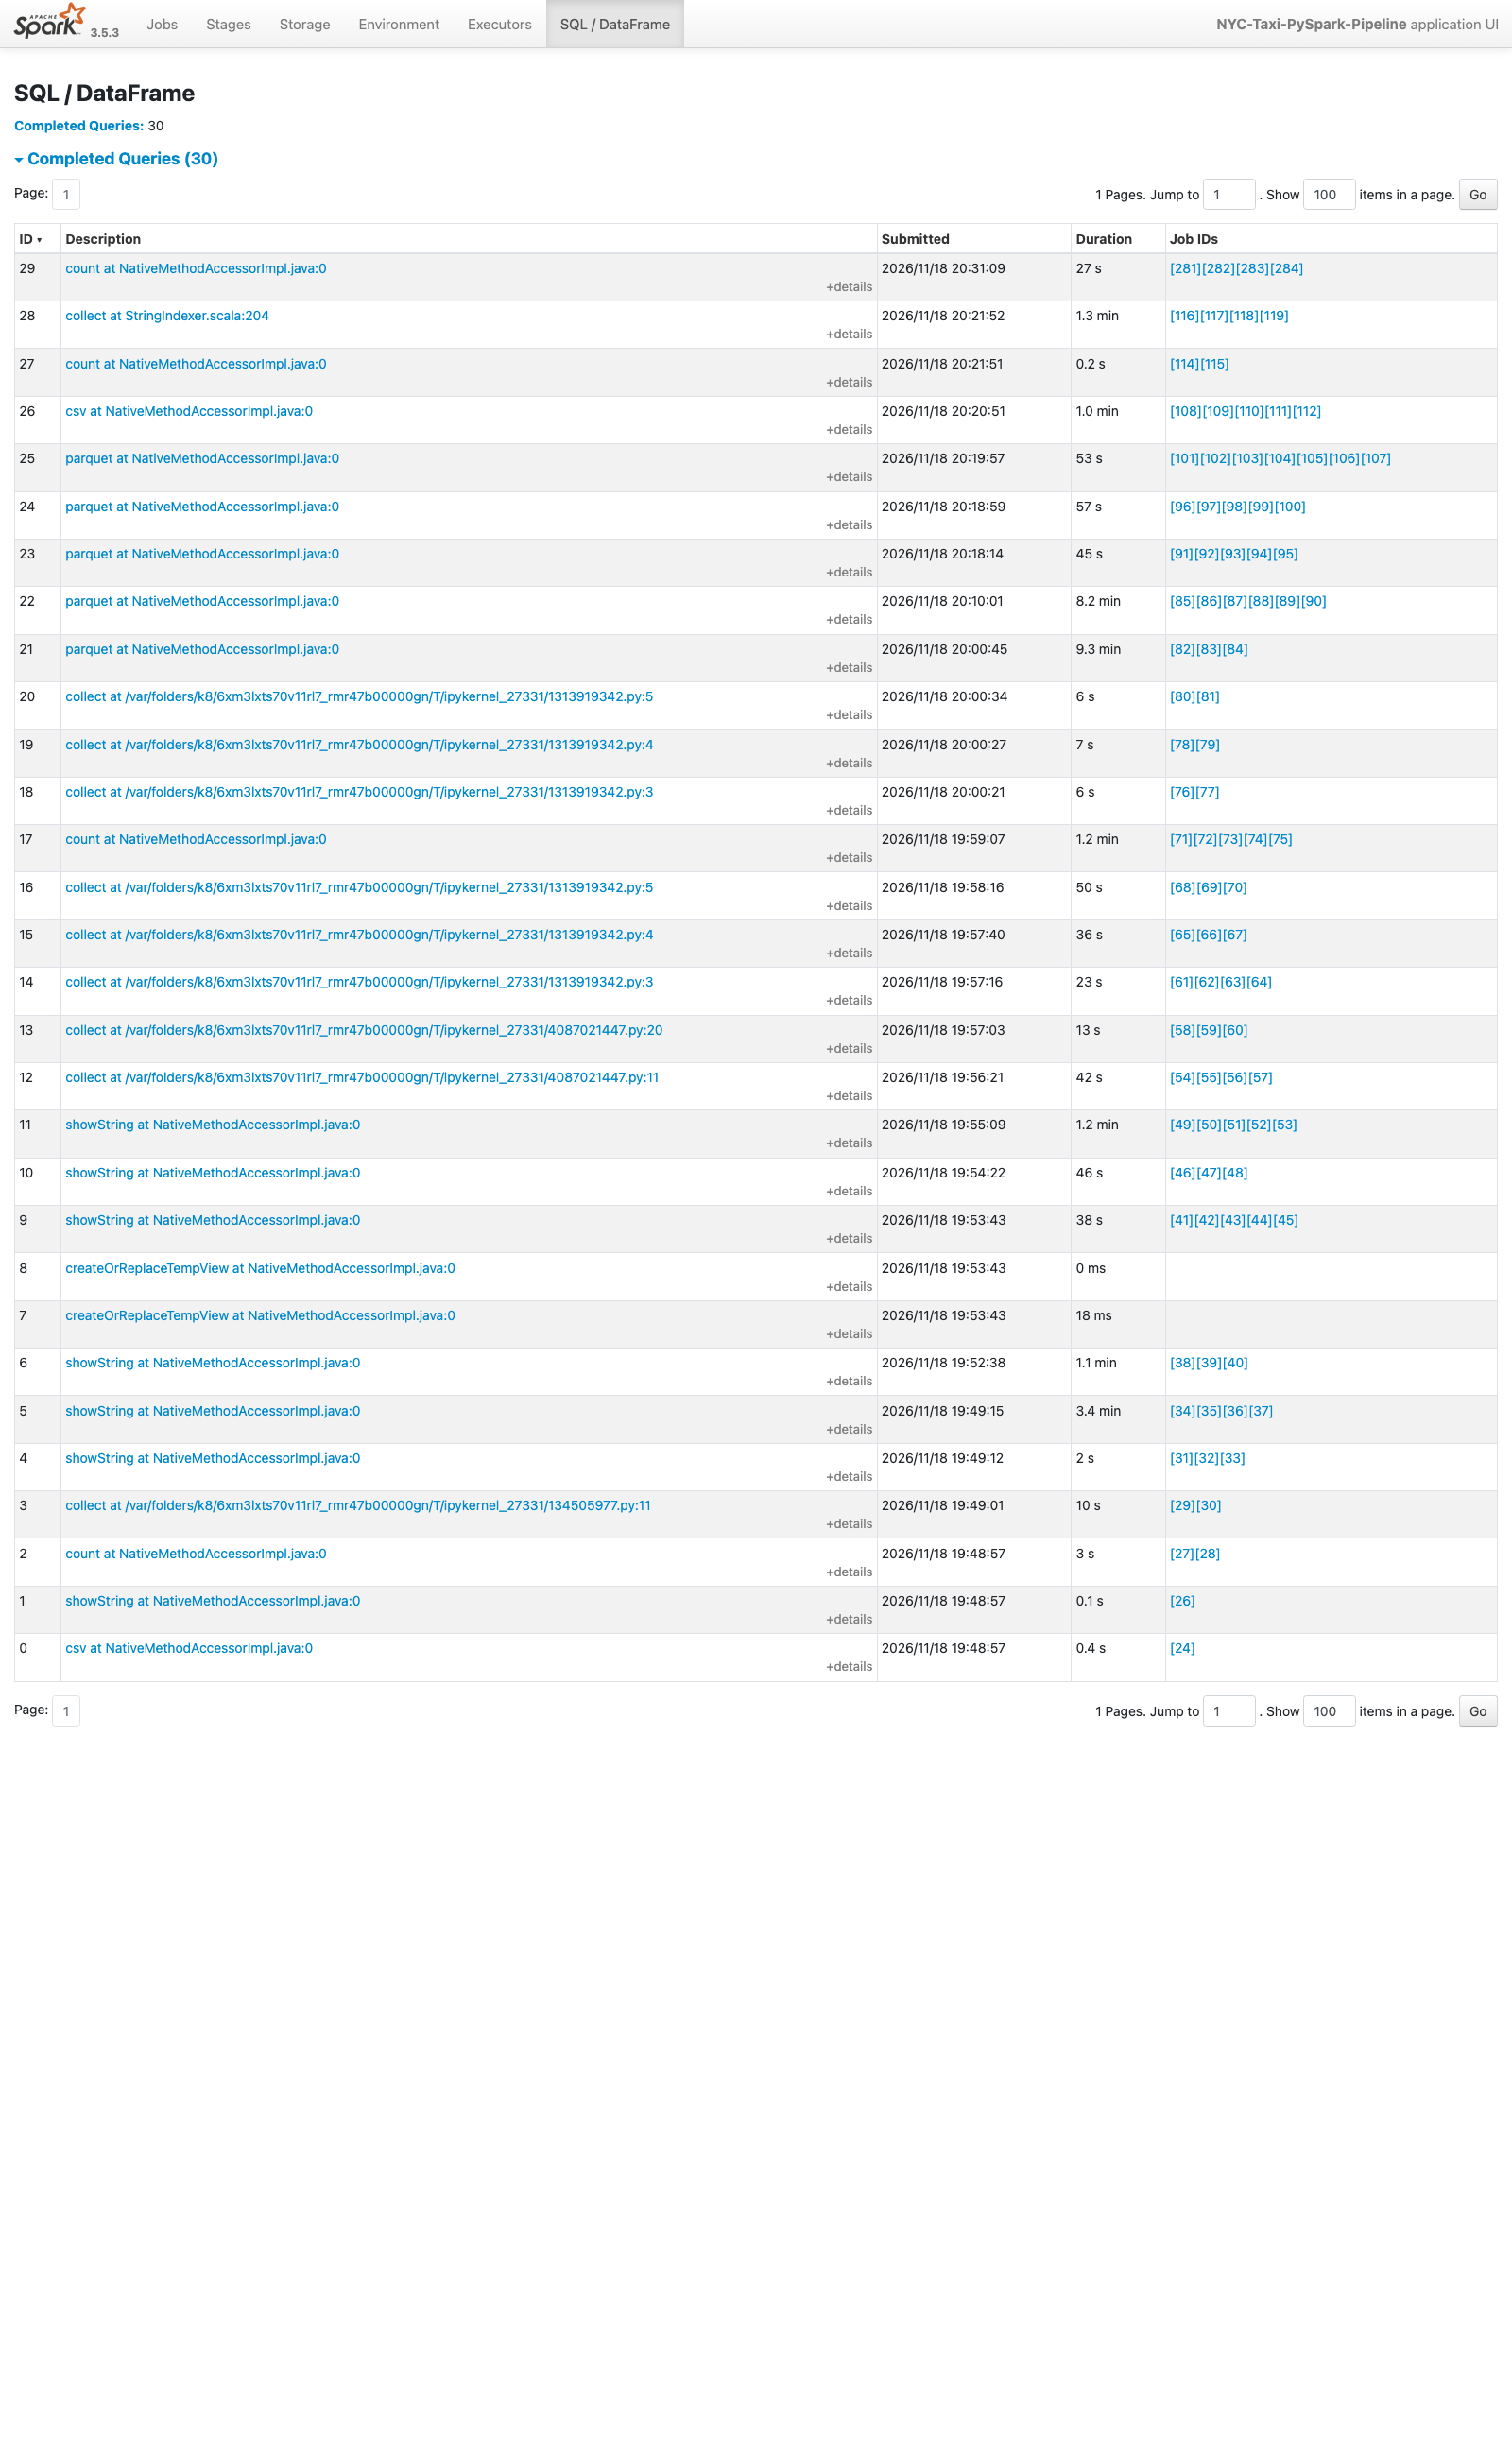 APACHE Spark 3.5.3 Jobs Stages Storage Environment Executors SQL / DataFrame NYC-Taxi-PySpark-Pipeline application UI
SQL / DataFrame
Completed Queries: 30
Completed Queries (30)
Page: 1 1 Pages. Jump to 1 . Show 100 items in a page. Go
ID Description Submitted Duration Job IDs
29 count at NativeMethodAccessorImpl.java:0 2026/11/18 20:31:09 27 s [281][282][283][284]
+details
28 collect at StringIndexer.scala:204 2026/11/18 20:21:52 1.3 min [116][117][118][119]
+details
27 count at NativeMethodAccessorImpl.java:0 2026/11/18 20:21:51 0.2 s [114][115]
+details
26 csv at NativeMethodAccessorImpl.java:0 2026/11/18 20:20:51 1.0 min [108][109][110][111][112]
+details
25 parquet at NativeMethodAccessorImpl.java:0 2026/11/18 20:19:57 53 s [101][102][103][104][105][106][107]
+details
24 parquet at NativeMethodAccessorImpl.java:0 2026/11/18 20:18:59 57 s [96][97][98][99][100]
+details
23 parquet at NativeMethodAccessorImpl.java:0 2026/11/18 20:18:14 45 s [91][92][93][94][95]
+details
22 parquet at NativeMethodAccessorImpl.java:0 2026/11/18 20:10:01 8.2 min [85][86][87][88][89][90]
+details
21 parquet at NativeMethodAccessorImpl.java:0 2026/11/18 20:00:45 9.3 min [82][83][84]
+details
20 collect at /var/folders/k8/6xm3lxts70v11rl7_rmr47b00000gn/T/ipykernel_27331/1313919342.py:5 2026/11/18 20:00:34 6 s [80][81]
+details
19 collect at /var/folders/k8/6xm3lxts70v11rl7_rmr47b00000gn/T/ipykernel_27331/1313919342.py:4 2026/11/18 20:00:27 7 s [78][79]
+details
18 collect at /var/folders/k8/6xm3lxts70v11rl7_rmr47b00000gn/T/ipykernel_27331/1313919342.py:3 2026/11/18 20:00:21 6 s [76][77]
+details
17 count at NativeMethodAccessorImpl.java:0 2026/11/18 19:59:07 1.2 min [71][72][73][74][75]
+details
16 collect at /var/folders/k8/6xm3lxts70v11rl7_rmr47b00000gn/T/ipykernel_27331/1313919342.py:5 2026/11/18 19:58:16 50 s [68][69][70]
+details
15 collect at /var/folders/k8/6xm3lxts70v11rl7_rmr47b00000gn/T/ipykernel_27331/1313919342.py:4 2026/11/18 19:57:40 36 s [65][66][67]
+details
14 collect at /var/folders/k8/6xm3lxts70v11rl7_rmr47b00000gn/T/ipykernel_27331/1313919342.py:3 2026/11/18 19:57:16 23 s [61][62][63][64]
+details
13 collect at /var/folders/k8/6xm3lxts70v11rl7_rmr47b00000gn/T/ipykernel_27331/4087021447.py:20 2026/11/18 19:57:03 13 s [58][59][60]
+details
12 collect at /var/folders/k8/6xm3lxts70v11rl7_rmr47b00000gn/T/ipykernel_27331/4087021447.py:11 2026/11/18 19:56:21 42 s [54][55][56][57]
+details
11 showString at NativeMethodAccessorImpl.java:0 2026/11/18 19:55:09 1.2 min [49][50][51][52][53]
+details
10 showString at NativeMethodAccessorImpl.java:0 2026/11/18 19:54:22 46 s [46][47][48]
+details
9 showString at NativeMethodAccessorImpl.java:0 2026/11/18 19:53:43 38 s [41][42][43][44][45]
+details
8 createOrReplaceTempView at NativeMethodAccessorImpl.java:0 2026/11/18 19:53:43 0 ms
+details
7 createOrReplaceTempView at NativeMethodAccessorImpl.java:0 2026/11/18 19:53:43 18 ms
+details
6 showString at NativeMethodAccessorImpl.java:0 2026/11/18 19:52:38 1.1 min [38][39][40]
+details
5 showString at NativeMethodAccessorImpl.java:0 2026/11/18 19:49:15 3.4 min [34][35][36][37]
+details
4 showString at NativeMethodAccessorImpl.java:0 2026/11/18 19:49:12 2 s [31][32][33]
+details
3 collect at /var/folders/k8/6xm3lxts70v11rl7_rmr47b00000gn/T/ipykernel_27331/134505977.py:11 2026/11/18 19:49:01 10 s [29][30]
+details
2 count at NativeMethodAccessorImpl.java:0 2026/11/18 19:48:57 3 s [27][28]
+details
1 showString at NativeMethodAccessorImpl.java:0 2026/11/18 19:48:57 0.1 s [26]
+details
0 csv at NativeMethodAccessorImpl.java:0 2026/11/18 19:48:57 0.4 s [24]
+details
Page: 1 1 Pages. Jump to 1 . Show 100 items in a page. Go